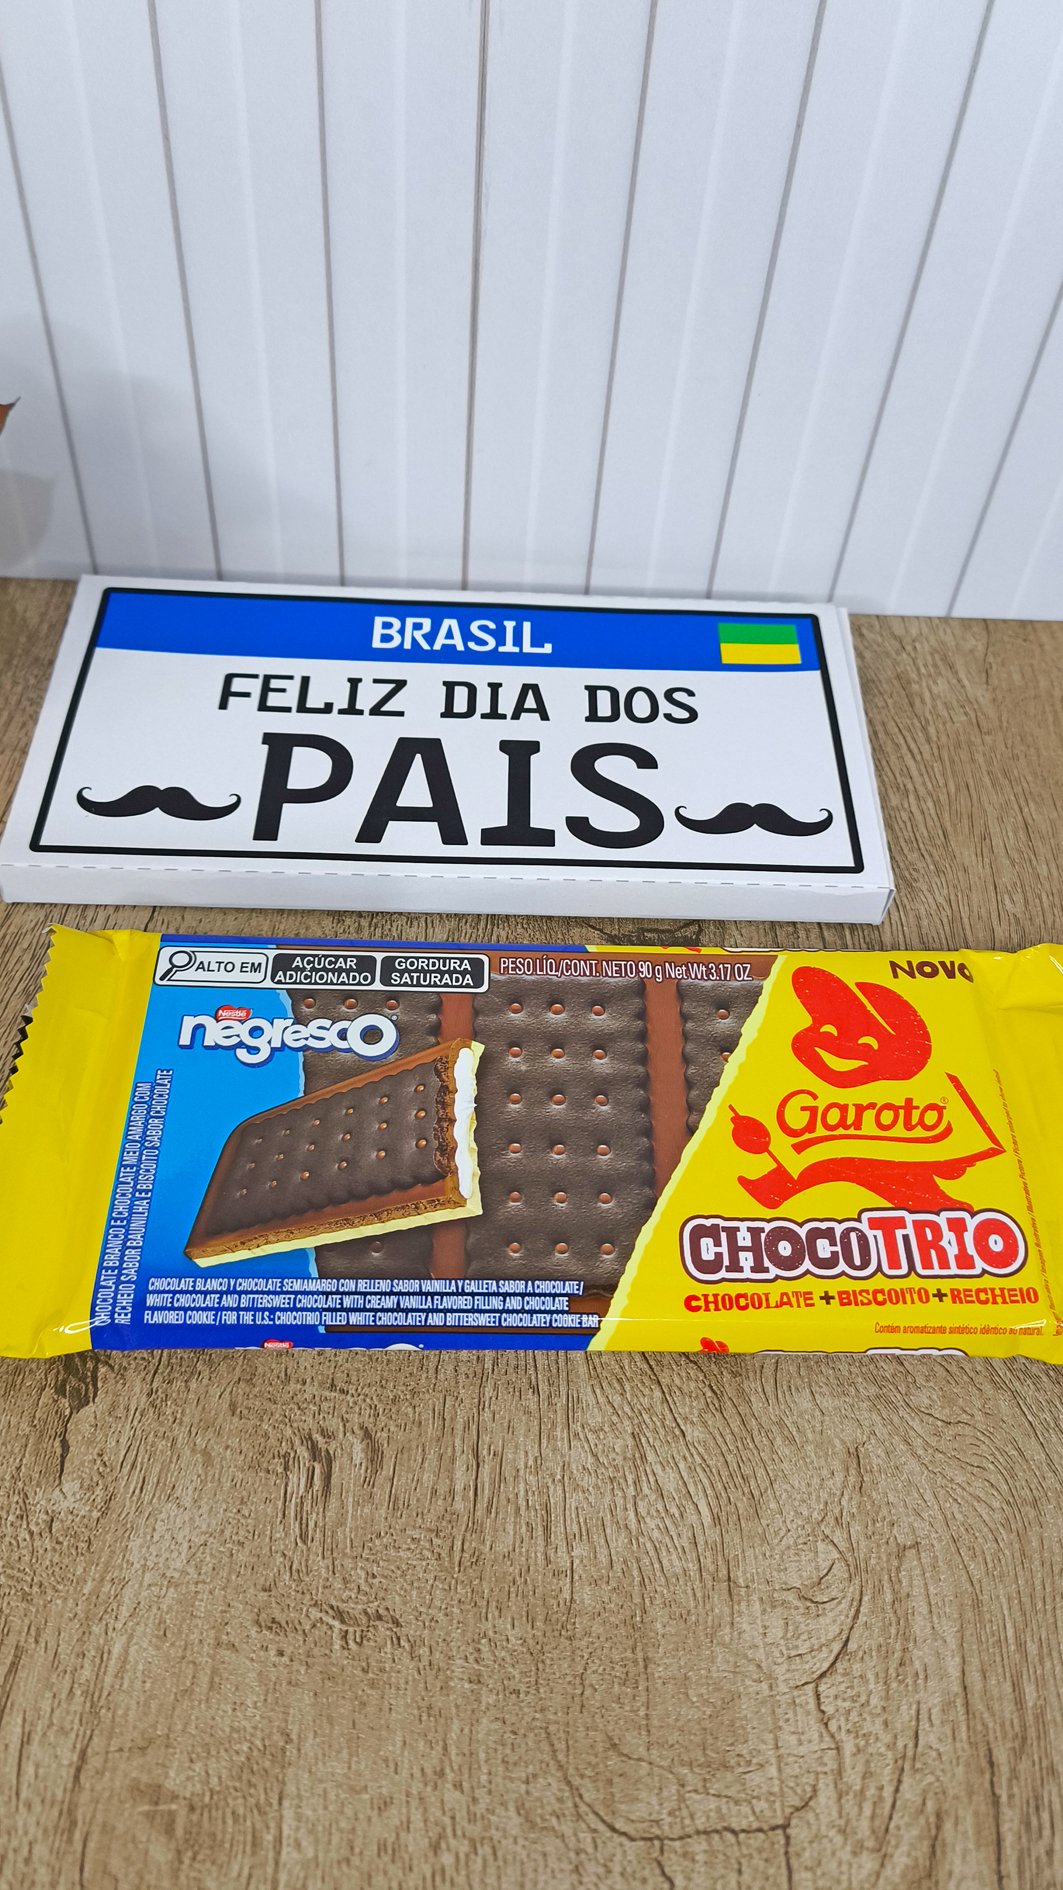 BRASIL
FELIZ DIA DOS
PAIS
ALTO EM
AÇÚCAR
ADICIONADO
GORDURA
SATURADA
PESO LÍQ./CONT. NETO 90 g Net Wt 3.17 OZ
NOVO
Nestlé
negresco
Garoto
CHOCOTRIO
CHOCOLATE + BISCOITO + RECHEIO
Contém aromatizante sintético idêntico ao natural.
CHOCOLATE BRANCO E CHOCOLATE MEIO AMARGO COM
RECHEIO SABOR BAUNILHA E BISCOITO SABOR CHOCOLATE
CHOCOLATE BLANCO Y CHOCOLATE SEMIAMARGO CON RELLENO SABOR VAINILLA Y GALLETA SABOR A CHOCOLATE /
WHITE CHOCOLATE AND BITTERSWEET CHOCOLATE WITH CREAMY VANILLA FLAVORED FILLING AND CHOCOLATE
FLAVORED COOKIE / FOR THE U.S.: CHOCOTRIO FILLED WHITE CHOCOLATEY AND BITTERSWEET CHOCOLATEY COOKIE BAR